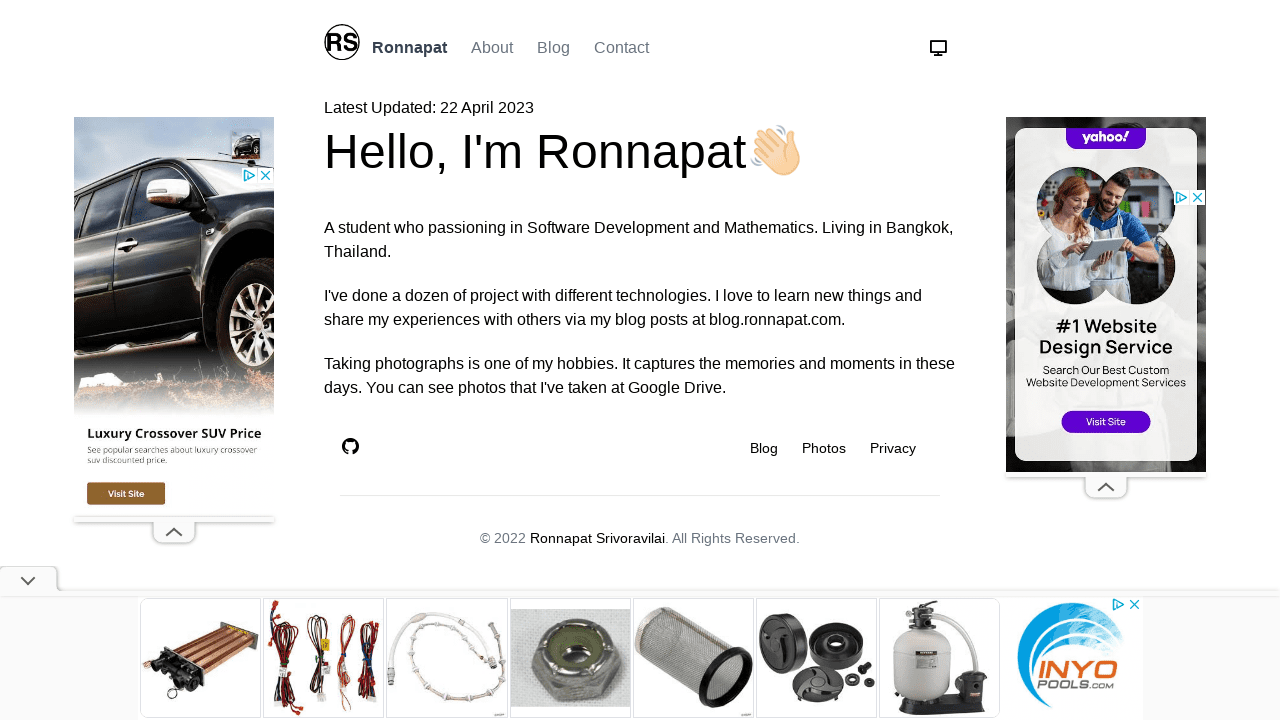 RS
Ronnapat About Blog Contact
Latest Updated: 22 April 2023
Hello, I'm Ronnapat👋🏻
A student who passioning in Software Development and Mathematics. Living in Bangkok,
Thailand.
I've done a dozen of project with different technologies. I love to learn new things and
share my experiences with others via my blog posts at blog.ronnapat.com.
Taking photographs is one of my hobbies. It captures the memories and moments in these
days. You can see photos that I've taken at Google Drive.
Blog Photos Privacy
© 2022 Ronnapat Srivoravilai. All Rights Reserved.
Luxury Crossover SUV Price
See popular searches about luxury crossover
suv discounted price.
Visit Site
yahoo!
#1 Website
Design Service
Search Our Best Custom
Website Development Services
Visit Site
INYO
POOLS.COM